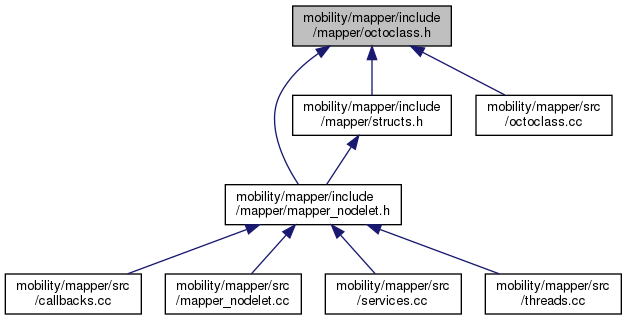 mobility/mapper/include
/mapper/octoclass.h
mobility/mapper/include
/mapper/structs.h
mobility/mapper/src
/octoclass.cc
mobility/mapper/include
/mapper/mapper_nodelet.h
mobility/mapper/src
/callbacks.cc
mobility/mapper/src
/mapper_nodelet.cc
mobility/mapper/src
/services.cc
mobility/mapper/src
/threads.cc